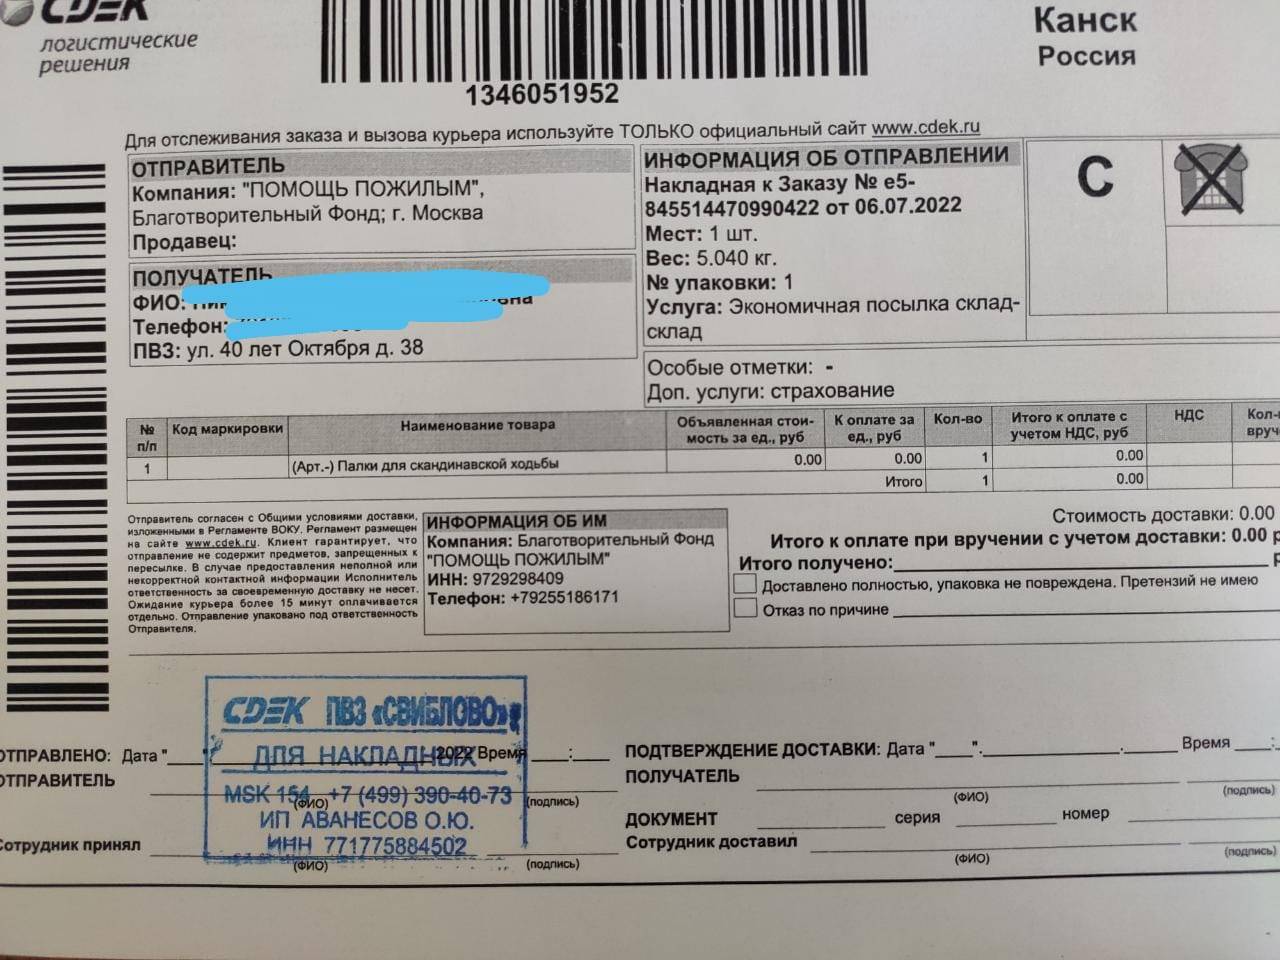 CDEK
логистические
решения
1346051952
Канск
Россия
Для отслеживания заказа и вызова курьера используйте ТОЛЬКО официальный сайт www.cdek.ru
ОТПРАВИТЕЛЬ
Компания: "ПОМОЩЬ ПОЖИЛЫМ",
Благотворительный Фонд; г. Москва
Продавец:
ПОЛУЧАТЕЛЬ
ФИО:
Телефон:
ПВЗ: ул. 40 лет Октября д. 38
ИНФОРМАЦИЯ ОБ ОТПРАВЛЕНИИ
Накладная к Заказу № e5-
845514470990422 от 06.07.2022
Мест: 1 шт.
Вес: 5.040 кг.
№ упаковки: 1
Услуга: Экономичная посылка склад-
склад
С
Особые отметки: -
Доп. услуги: страхование
№ п/п Код маркировки Наименование товара Объявленная стои-мость за ед., руб К оплате за ед., руб Кол-во Итого к оплате с учетом НДС, руб НДС
1 (Арт.-) Палки для скандинавской ходьбы 0.00 0.00 1 0.00
Итого 1 0.00
Отправитель согласен с Общими условиями доставки,
изложенными в Регламенте ВОКУ. Регламент размещен
на сайте www.cdek.ru. Клиент гарантирует, что
отправление не содержит предметов, запрещенных к
пересылке. В случае предоставления неполной или
некорректной контактной информации Исполнитель
ответственность за своевременную доставку не несет.
Ожидание курьера более 15 минут оплачивается
отдельно. Отправление упаковано под ответственность
Отправителя.
ИНФОРМАЦИЯ ОБ ИМ
Компания: Благотворительный Фонд
"ПОМОЩЬ ПОЖИЛЫМ"
ИНН: 9729298409
Телефон: +79255186171
Стоимость доставки: 0.00
Итого к оплате при вручении с учетом доставки: 0.00 р
Итого получено:
Доставлено полностью, упаковка не повреждена. Претензий не имею
Отказ по причине
CDEK ПВЗ «СВИБЛОВО»
ДЛЯ НАКЛАДНЫХ
MSK 154 +7 (499) 390-40-73
ИП АВАНЕСОВ О.Ю.
ИНН 771775884502
ОТПРАВЛЕНО: Дата " 2022 Время :
ОТПРАВИТЕЛЬ
(ФИО) (подпись)
Сотрудник принял
(ФИО) (подпись)
ПОДТВЕРЖДЕНИЕ ДОСТАВКИ: Дата " ". . Время :
ПОЛУЧАТЕЛЬ
(ФИО) (подпись)
ДОКУМЕНТ серия номер
Сотрудник доставил
(ФИО) (подпись)